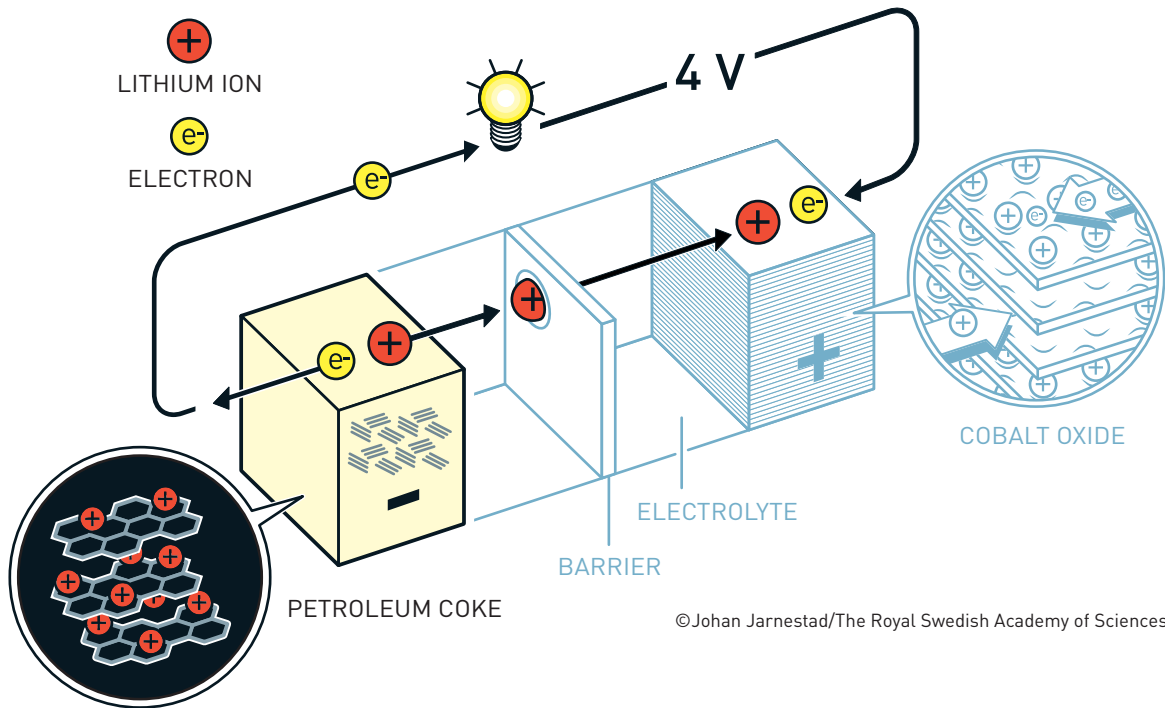 LITHIUM ION
ELECTRON
e-
4 V
e-
e-
e-
e-
e-
e-
COBALT OXIDE
ELECTROLYTE
BARRIER
PETROLEUM COKE
©Johan Jarnestad/The Royal Swedish Academy of Sciences